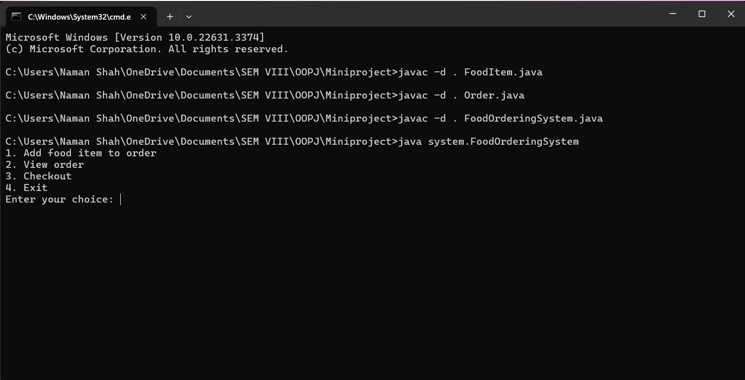 C:\Windows\System32\cmd.e
Microsoft Windows [Version 10.0.22631.3374]
(c) Microsoft Corporation. All rights reserved.
C:\Users\Naman Shah\OneDrive\Documents\SEM VIII\OOPJ\Miniproject>javac -d . FoodItem.java
C:\Users\Naman Shah\OneDrive\Documents\SEM VIII\OOPJ\Miniproject>javac -d . Order.java
C:\Users\Naman Shah\OneDrive\Documents\SEM VIII\OOPJ\Miniproject>javac -d . FoodOrderingSystem.java
C:\Users\Naman Shah\OneDrive\Documents\SEM VIII\OOPJ\Miniproject>java system.FoodOrderingSystem
1. Add food item to order
2. View order
3. Checkout
4. Exit
Enter your choice: